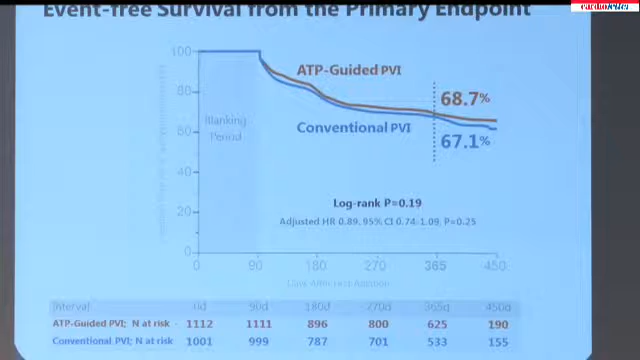 Event-free Survival from the Primary Endpoint
100
ATP-Guided PVI
80
68.7%
Blanking
Period
60
Conventional PVI
67.1%
40
Log-rank P=0.19
20
Adjusted HR 0.89, 95% CI 0.74, 1.09, P=0.25
0
0 90 180 270 365 450
Days After First Ablation
Interval 0d 90d 180d 270d 365d 450d
ATP-Guided PVI; N at risk 1112 1111 896 800 625 190
Conventional PVI; N at risk 1001 999 787 701 533 155